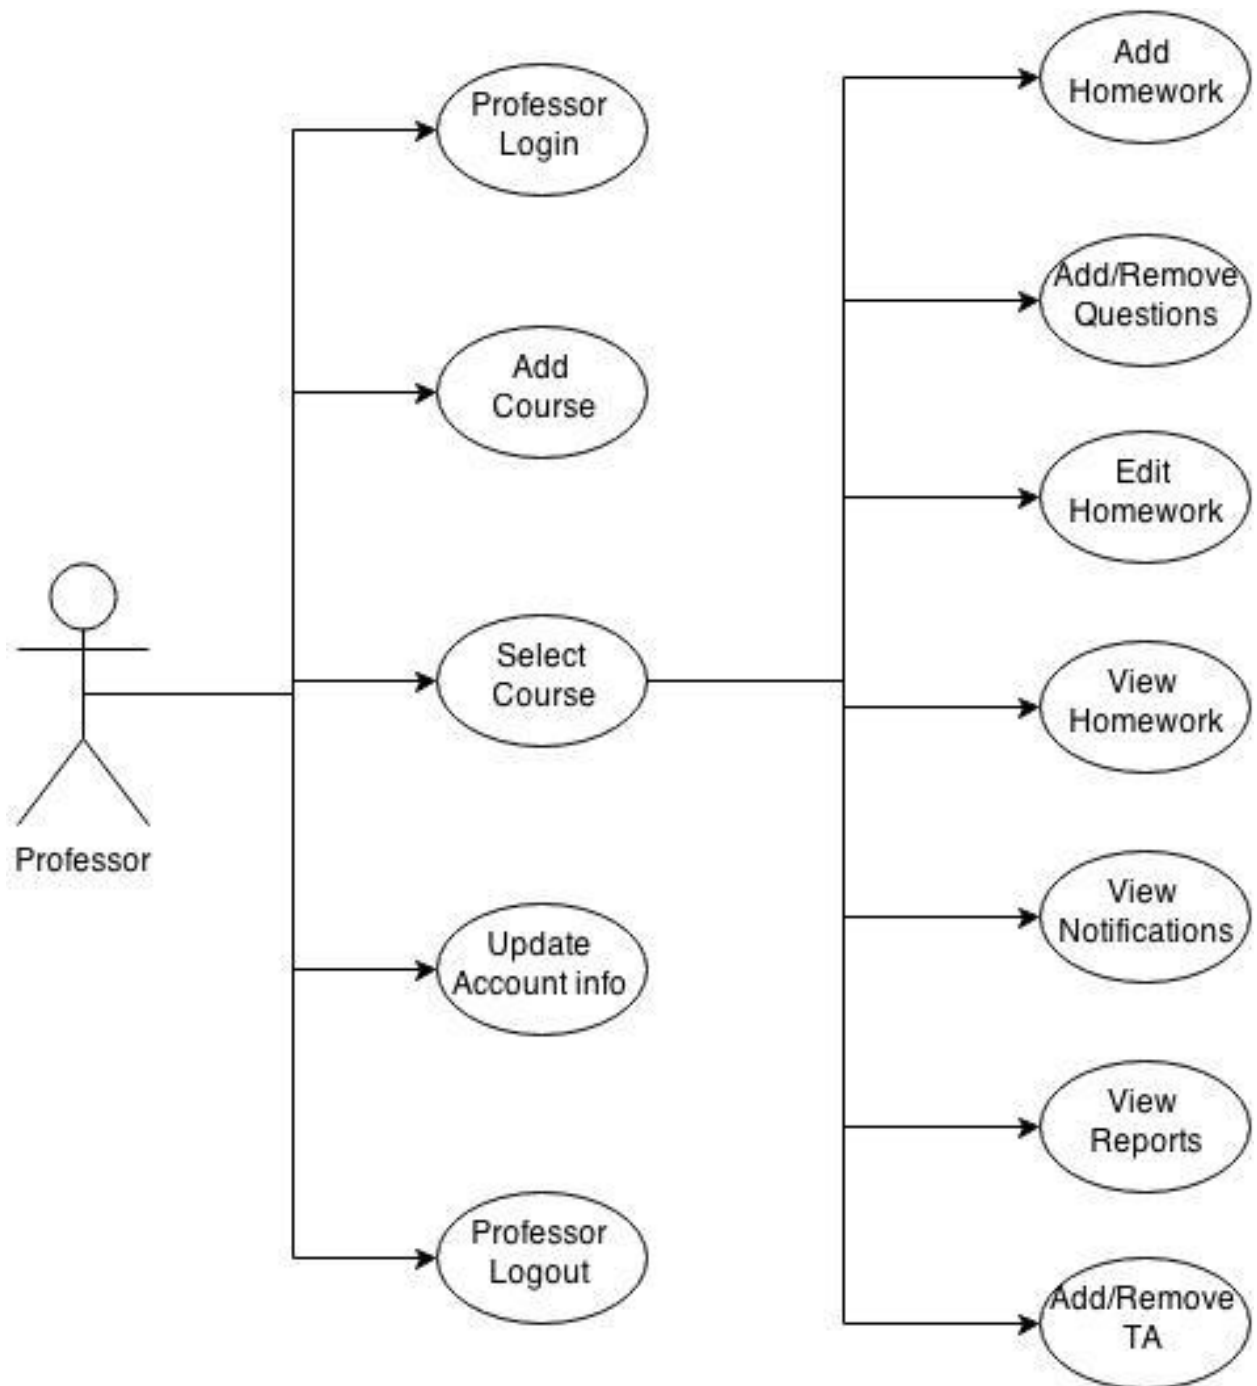 Professor
Professor
Login
Add
Course
Select
Course
Update
Account info
Professor
Logout
Add
Homework
Add/Remove
Questions
Edit
Homework
View
Homework
View
Notifications
View
Reports
Add/Remove
TA